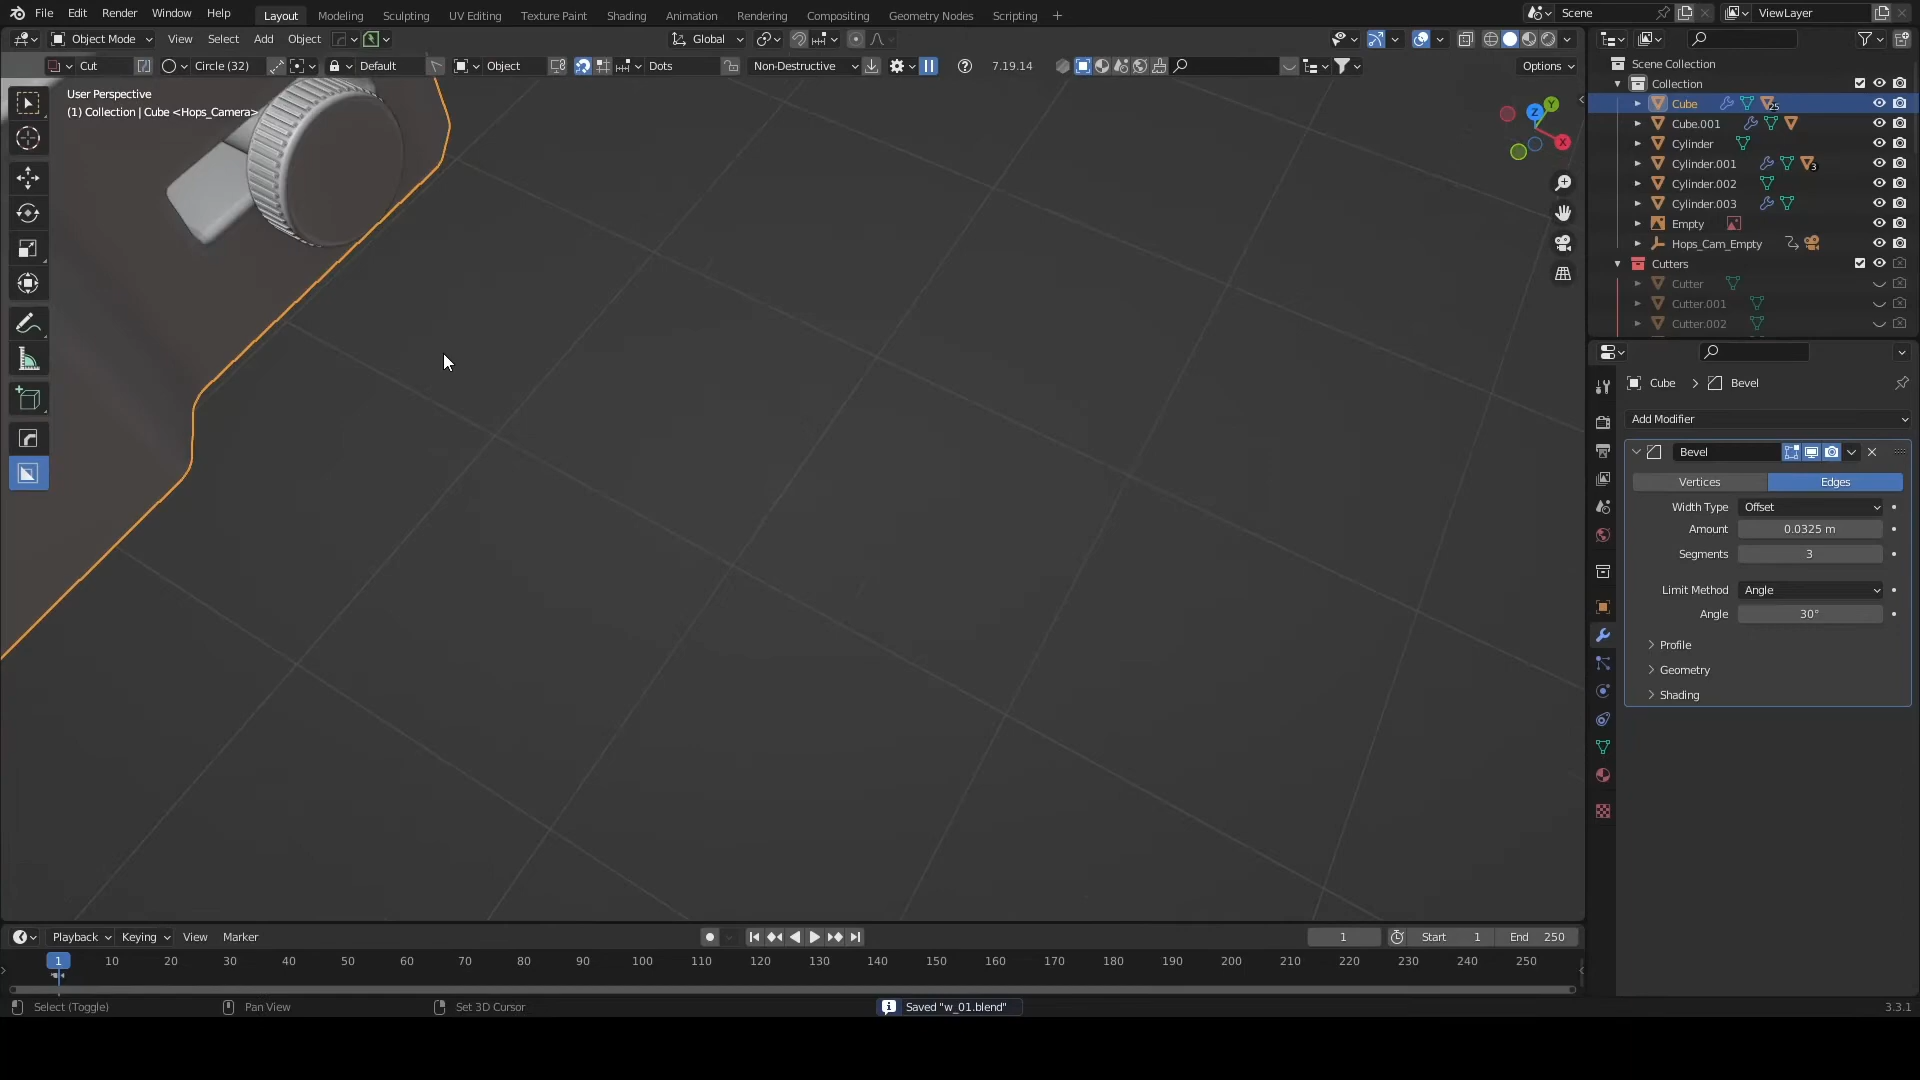 File Edit Render Window Help Layout Modeling Sculpting UV Editing Texture Paint Shading Animation Rendering Compositing Geometry Nodes Scripting + Scene ViewLayer
Object Mode View Select Add Object Global
Cut Circle (32) Default Object Dots Non-Destructive 7.19.14 Options
User Perspective
(1) Collection | Cube <Hops_Camera>
X
Y
Z
Scene Collection
Collection
Cube 25
Cube.001
Cylinder
Cylinder.001 3
Cylinder.002
Cylinder.003
Empty
Hops_Cam_Empty
Cutters
Cutter
Cutter.001
Cutter.002
Cube > Bevel
Add Modifier
Bevel
Vertices Edges
Width Type Offset
Amount 0.0325 m
Segments 3
Limit Method Angle
Angle 30°
Profile
Geometry
Shading
Playback Keying View Marker 1 Start 1 End 250
1 10 20 30 40 50 60 70 80 90 100 110 120 130 140 150 160 170 180 190 200 210 220 230 240 250
Select (Toggle) Pan View Set 3D Cursor Saved "w_01.blend" 3.3.1